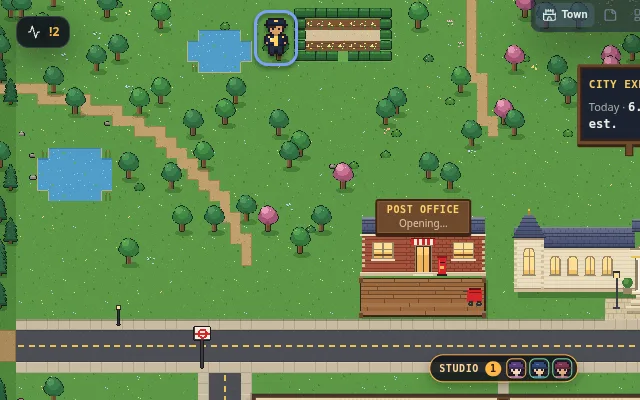 !2
Town
CITY EX
Today · 6.
est.
POST OFFICE
Opening...
STUDIO 1